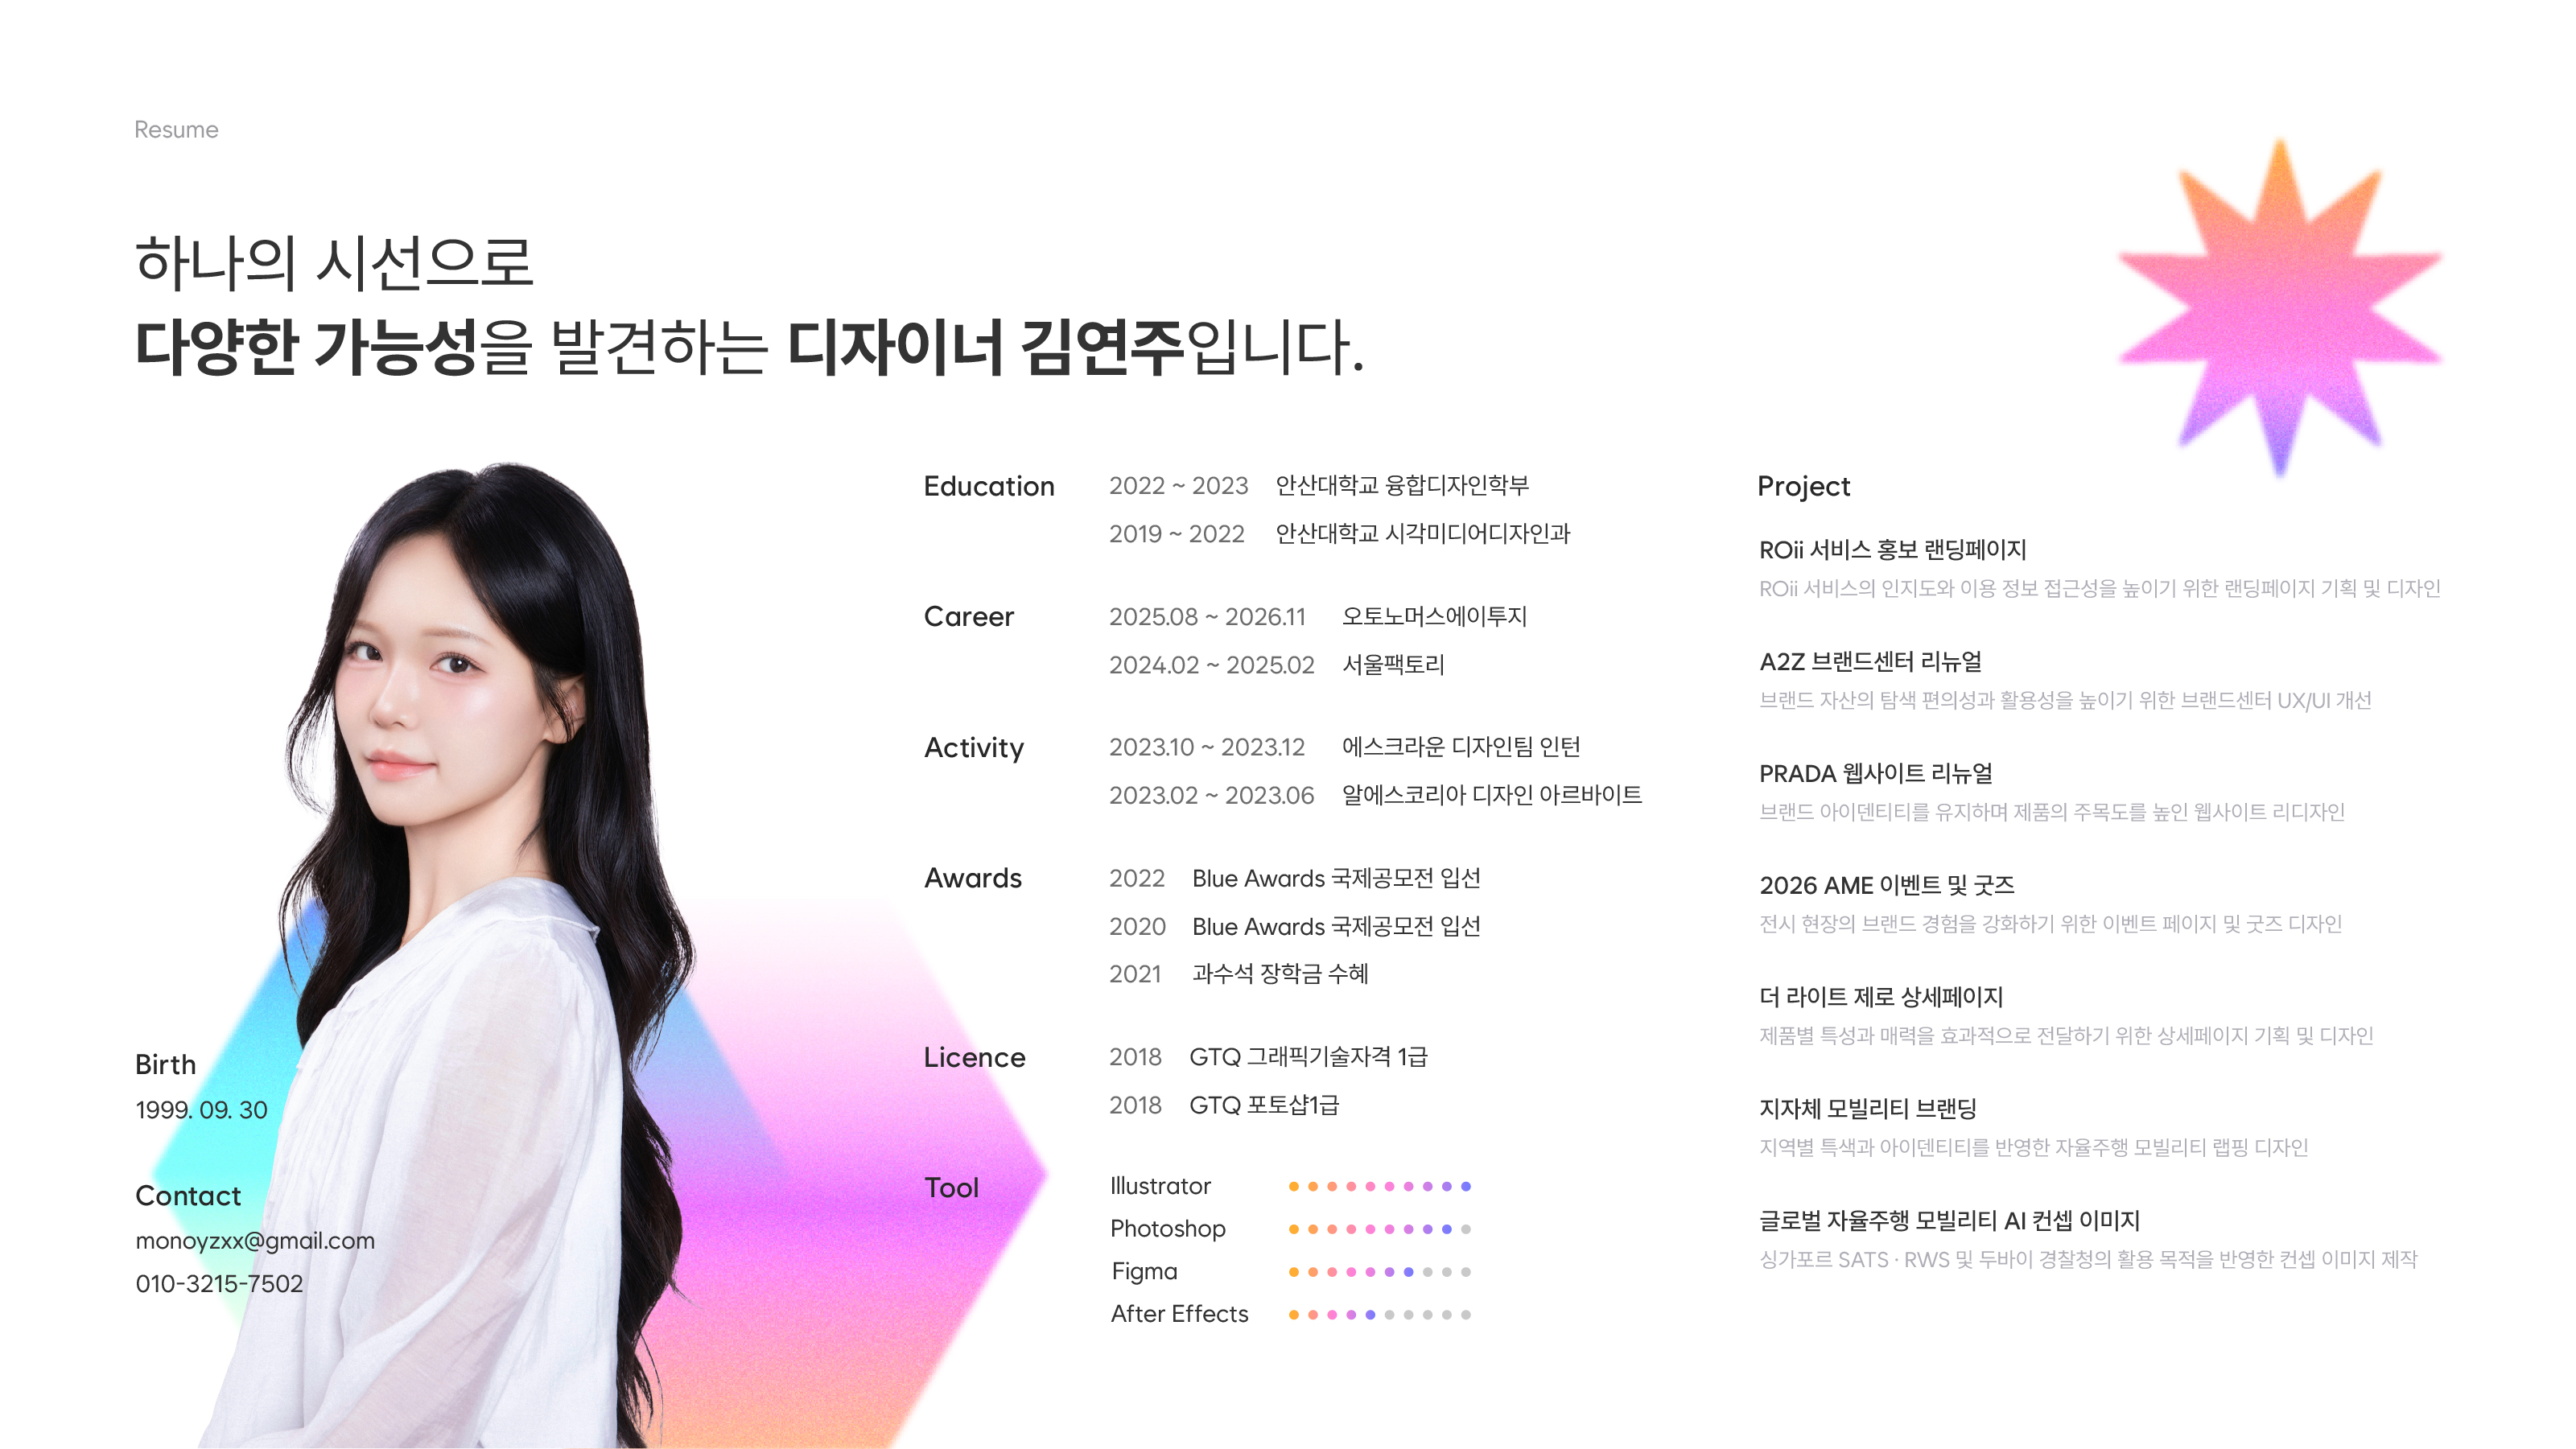 Resume
하나의 시선으로
다양한 가능성을 발견하는 디자이너 김연주입니다.
Birth
1999. 09. 30
Contact
monoyzxx@gmail.com
010-3215-7502
Education
2022 ~ 2023 안산대학교 융합디자인학부
2019 ~ 2022 안산대학교 시각미디어디자인과
Career
2025.08 ~ 2026.11 오토노머스에이투지
2024.02 ~ 2025.02 서울팩토리
Activity
2023.10 ~ 2023.12 에스크라운 디자인팀 인턴
2023.02 ~ 2023.06 알에스코리아 디자인 아르바이트
Awards
2022 Blue Awards 국제공모전 입선
2020 Blue Awards 국제공모전 입선
2021 과수석 장학금 수혜
Licence
2018 GTQ 그래픽기술자격 1급
2018 GTQ 포토샵1급
Tool
Illustrator
Photoshop
Figma
After Effects
Project
ROii 서비스 홍보 랜딩페이지
ROii 서비스의 인지도와 이용 정보 접근성을 높이기 위한 랜딩페이지 기획 및 디자인
A2Z 브랜드센터 리뉴얼
브랜드 자산의 탐색 편의성과 활용성을 높이기 위한 브랜드센터 UX/UI 개선
PRADA 웹사이트 리뉴얼
브랜드 아이덴티티를 유지하며 제품의 주목도를 높인 웹사이트 리디자인
2026 AME 이벤트 및 굿즈
전시 현장의 브랜드 경험을 강화하기 위한 이벤트 페이지 및 굿즈 디자인
더 라이트 제로 상세페이지
제품별 특성과 매력을 효과적으로 전달하기 위한 상세페이지 기획 및 디자인
지자체 모빌리티 브랜딩
지역별 특색과 아이덴티티를 반영한 자율주행 모빌리티 랩핑 디자인
글로벌 자율주행 모빌리티 AI 컨셉 이미지
싱가포르 SATS · RWS 및 두바이 경찰청의 활용 목적을 반영한 컨셉 이미지 제작